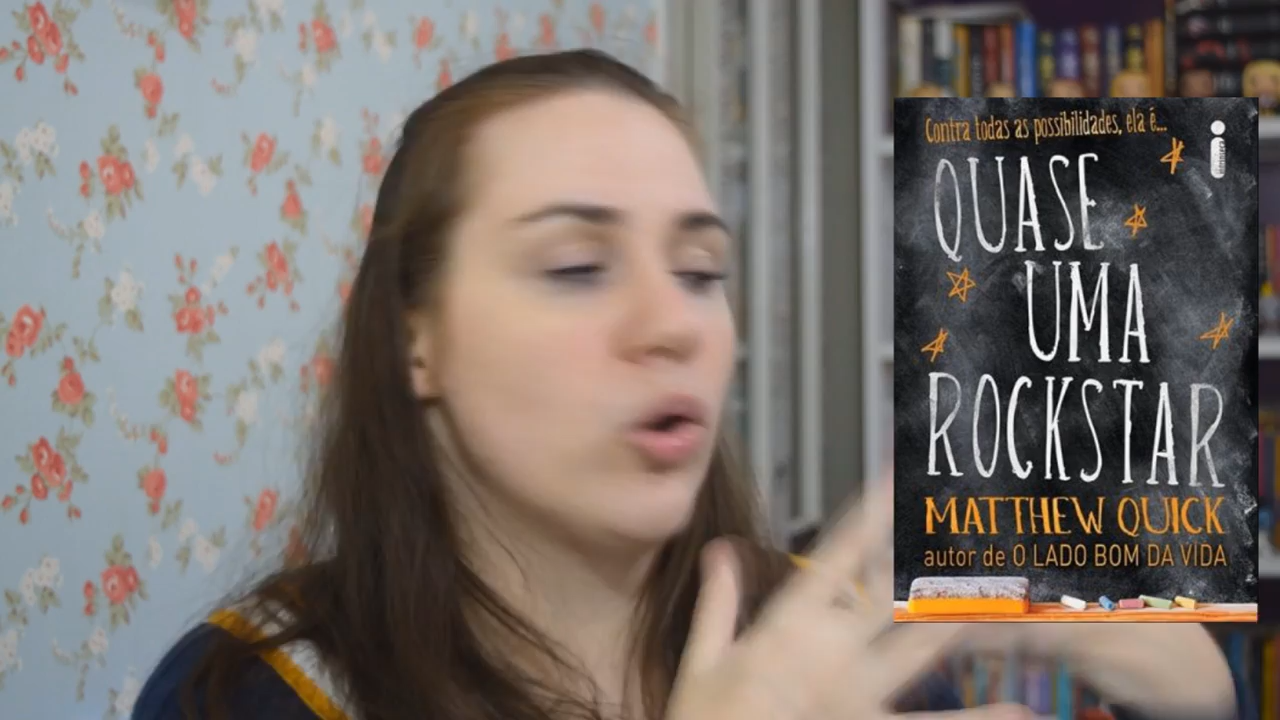 Contra todas as possibilidades, ela é...
QUASE
UMA
ROCKSTAR
MATTHEW QUICK
autor de O LADO BOM DA VIDA